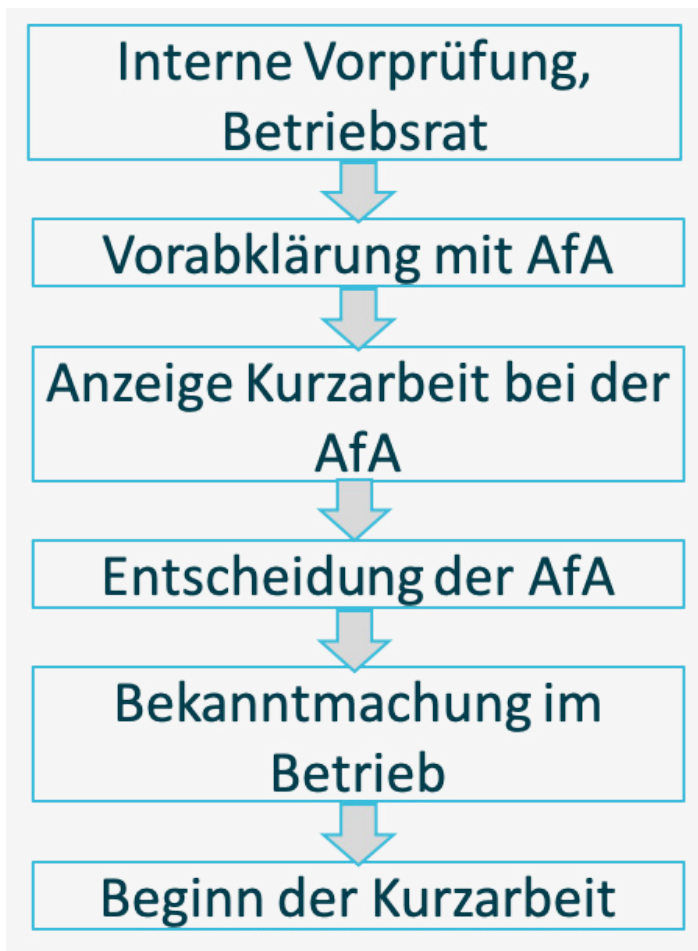 Interne Vorprüfung,
Betriebsrat
Vorabklärung mit AfA
Anzeige Kurzarbeit bei der
AfA
Entscheidung der AfA
Bekanntmachung im
Betrieb
Beginn der Kurzarbeit